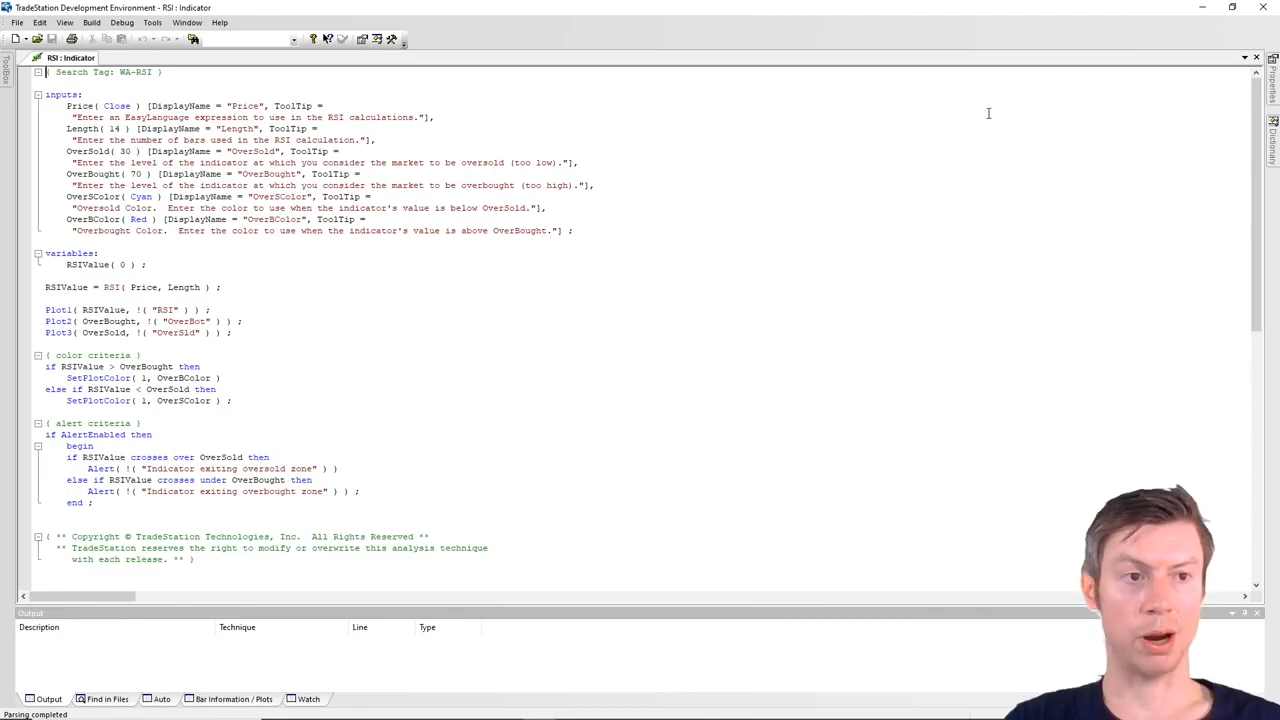 TradeStation Development Environment - RSI : Indicator
File Edit View Build Debug Tools Window Help
RSI : Indicator
ToolBox
Properties
Dictionary
{ Search Tag: WA-RSI }
inputs:
Price( Close ) [DisplayName = "Price", ToolTip =
"Enter an EasyLanguage expression to use in the RSI calculations."],
Length( 14 ) [DisplayName = "Length", ToolTip =
"Enter the number of bars used in the RSI calculation."],
OverSold( 30 ) [DisplayName = "OverSold", ToolTip =
"Enter the level of the indicator at which you consider the market to be oversold (too low)."],
OverBought( 70 ) [DisplayName = "OverBought", ToolTip =
"Enter the level of the indicator at which you consider the market to be overbought (too high)."],
OverSColor( Cyan ) [DisplayName = "OverSColor", ToolTip =
"Oversold Color.  Enter the color to use when the indicator's value is below OverSold."],
OverBColor( Red ) [DisplayName = "OverBColor", ToolTip =
"Overbought Color.  Enter the color to use when the indicator's value is above OverBought."] ;
variables:
RSIValue( 0 ) ;
RSIValue = RSI( Price, Length ) ;
Plot1( RSIValue, !( "RSI" ) ) ;
Plot2( OverBought, !( "OverBot" ) ) ;
Plot3( OverSold, !( "OverSld" ) ) ;
{ color criteria }
if RSIValue > OverBought then
SetPlotColor( 1, OverBColor )
else if RSIValue < OverSold then
SetPlotColor( 1, OverSColor ) ;
{ alert criteria }
if AlertEnabled then
begin
if RSIValue crosses over OverSold then
Alert( !( "Indicator exiting oversold zone" ) )
else if RSIValue crosses under OverBought then
Alert( !( "Indicator exiting overbought zone" ) ) ;
end ;
{ ** Copyright © TradeStation Technologies, Inc.  All Rights Reserved **
** TradeStation reserves the right to modify or overwrite this analysis technique
with each release. ** }
Output
Description Technique Line Type
Output Find in Files Auto Bar Information / Plots Watch
Parsing completed